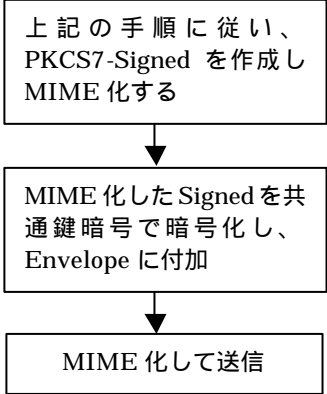 上記の手順に従い、
PKCS7-Signed を作成し
MIME 化する
MIME 化した Signed を共
通鍵暗号で暗号化し、
Envelope に付加
MIME 化して送信